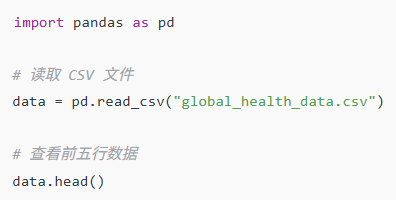 import pandas as pd
# 读取 CSV 文件
data = pd.read_csv("global_health_data.csv")
# 查看前五行数据
data.head()